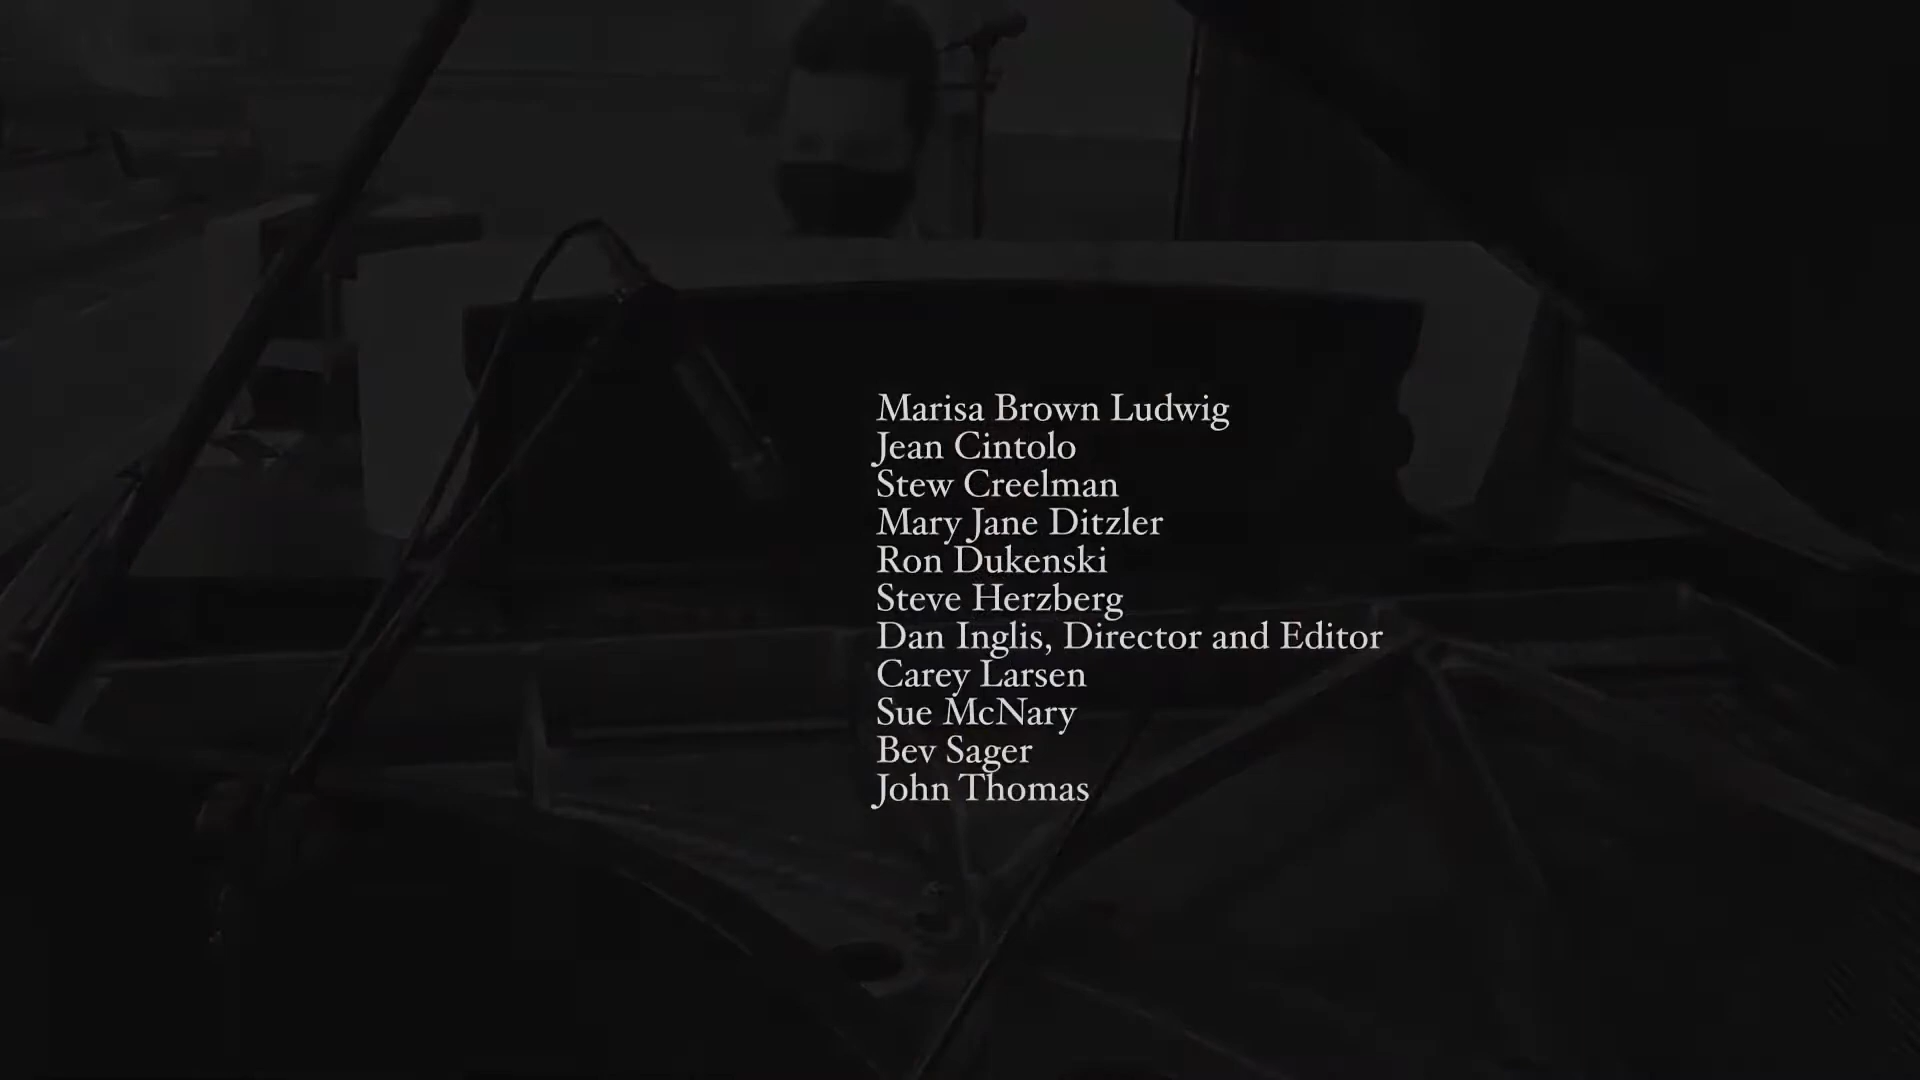 Marisa Brown Ludwig
Jean Cintolo
Stew Creelman
Mary Jane Ditzler
Ron Dukenski
Steve Herzberg
Dan Inglis, Director and Editor
Carey Larsen
Sue McNary
Bev Sager
John Thomas